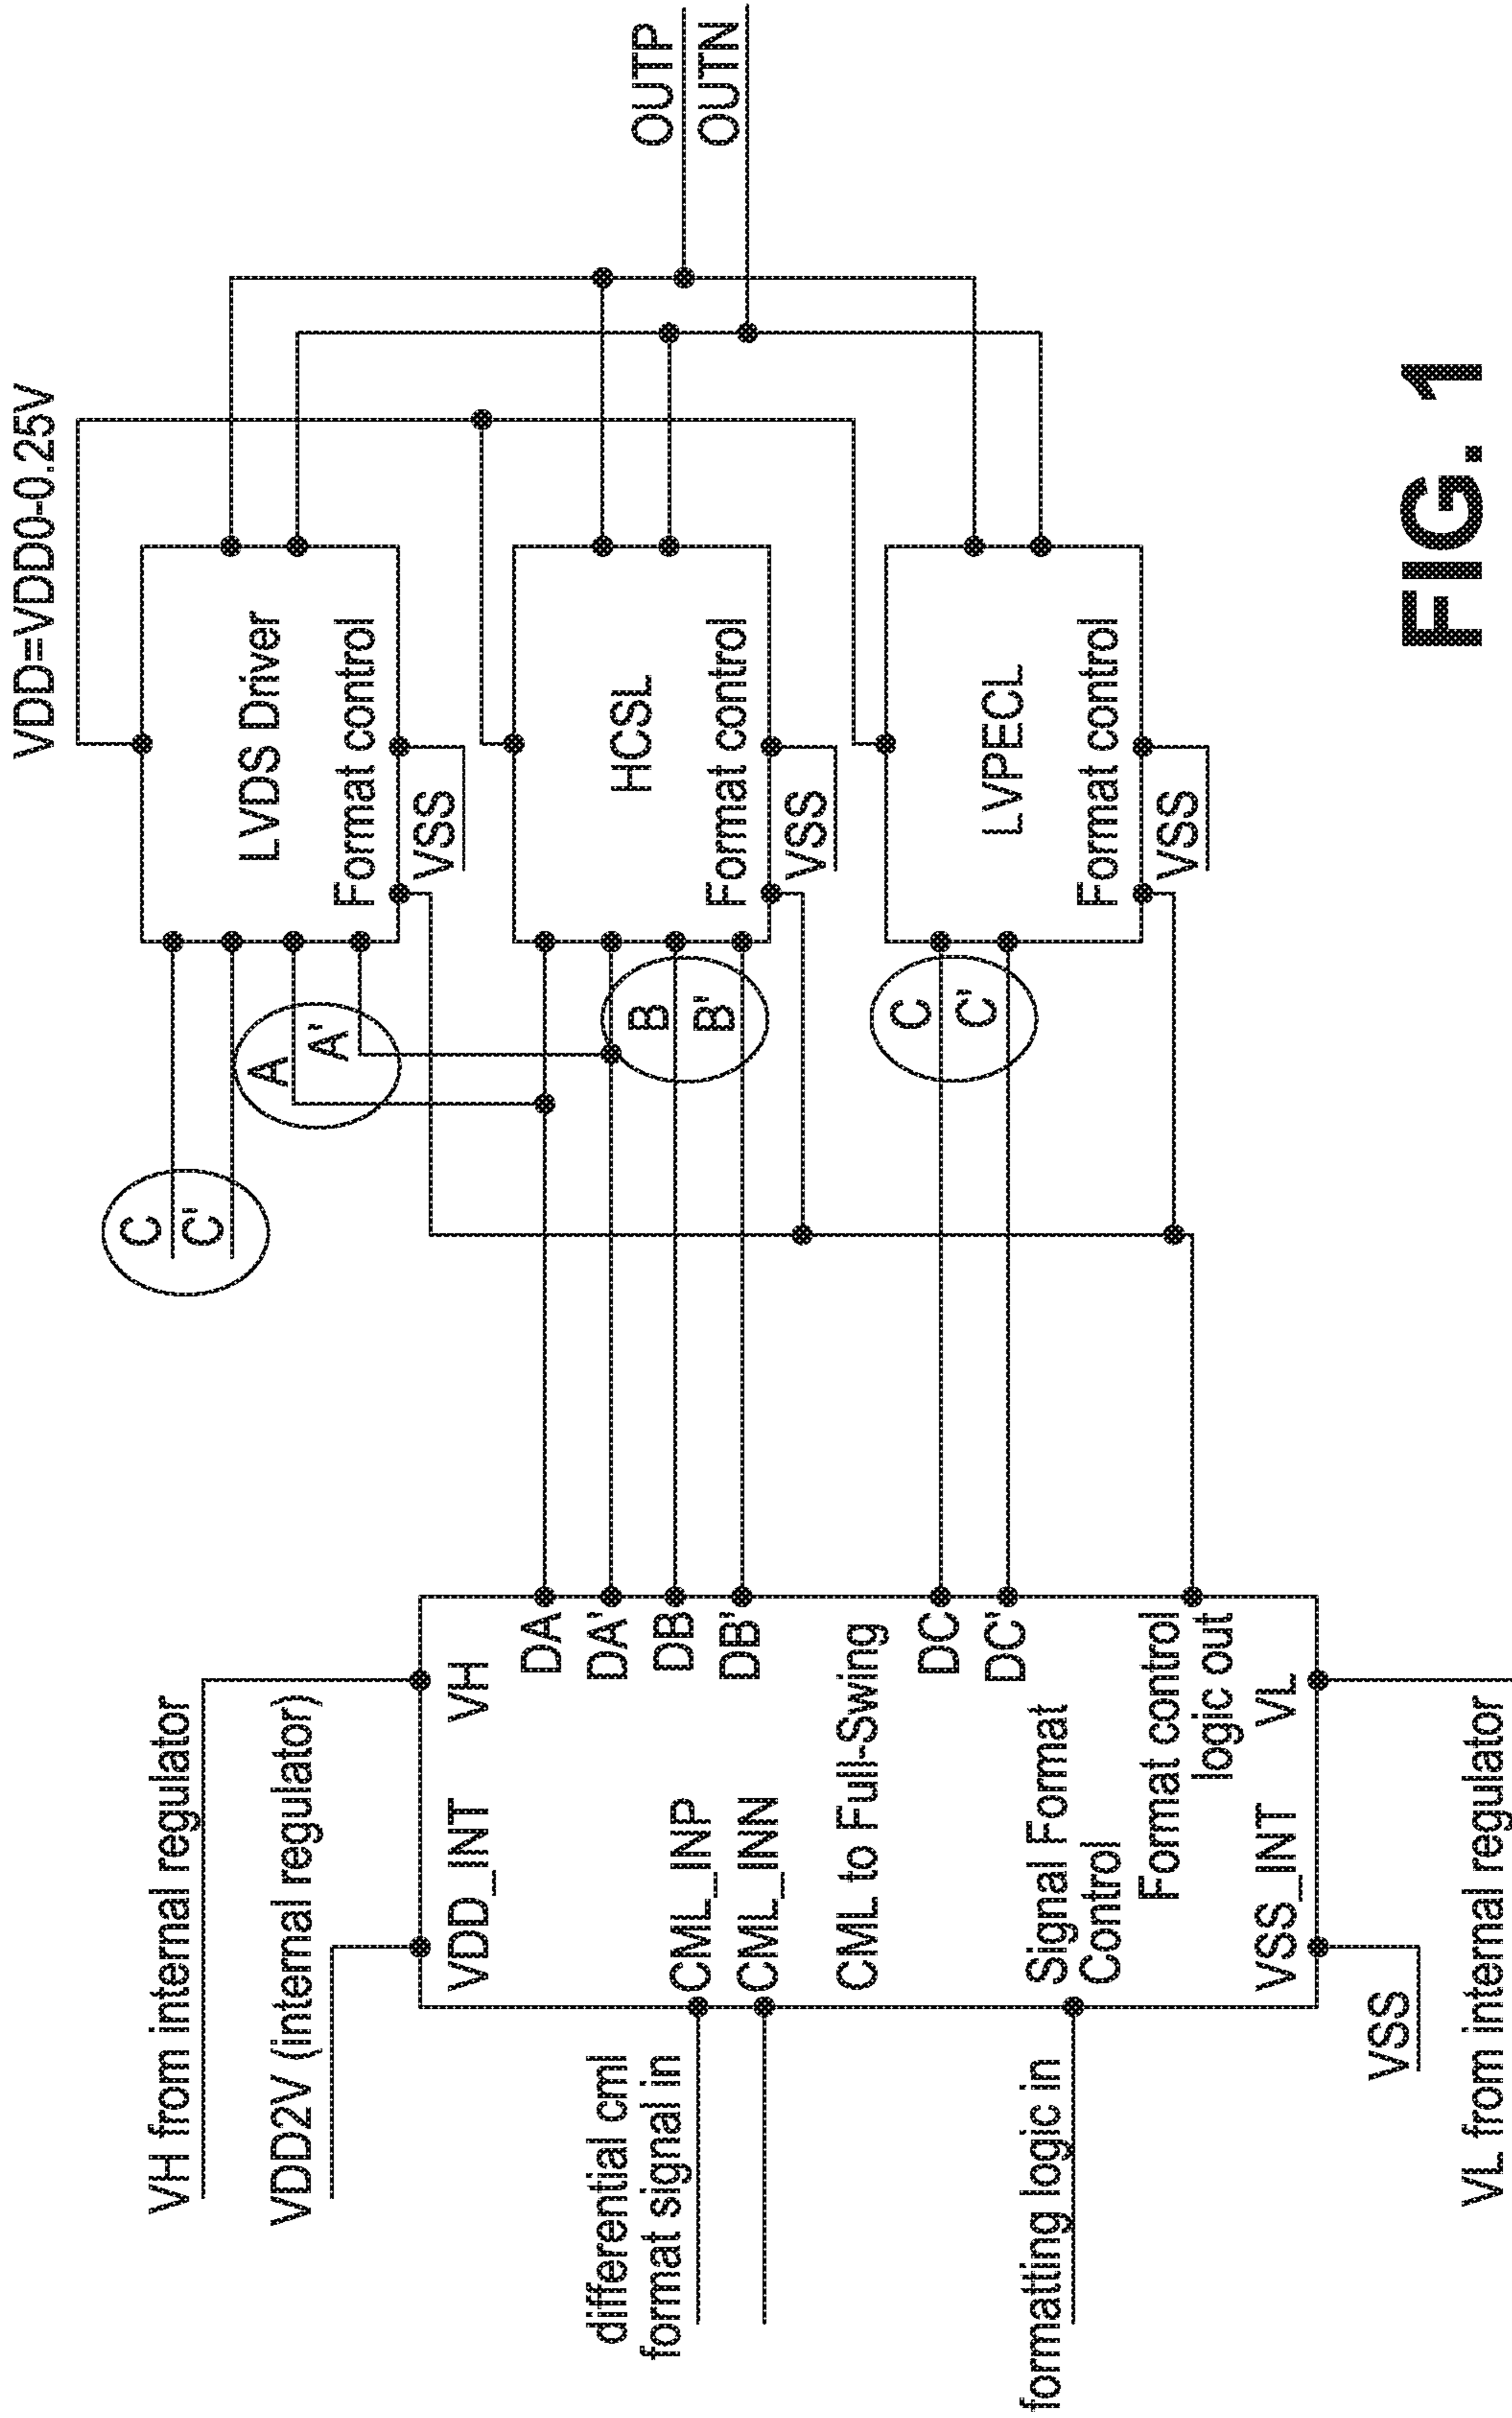 VH from internal regulator
VDD2V (internal regulator)
VDD_INT
VH
differential cml
format signal in
CML_INP
CML_INN
CML to Full-Swing
formatting logic in
Signal Format
Control
Format control
logic out
VSS_INT
VL
VSS
VL from internal regulator
DA
DA'
DB
DB'
DC
DC'
C
C'
A
A'
B
B'
C
C'
VDD=VDD0-0.25V
LVDS Driver
Format control
VSS
HCSL
Format control
VSS
LVPECL
Format control
VSS
OUTP
OUTN
FIG. 1